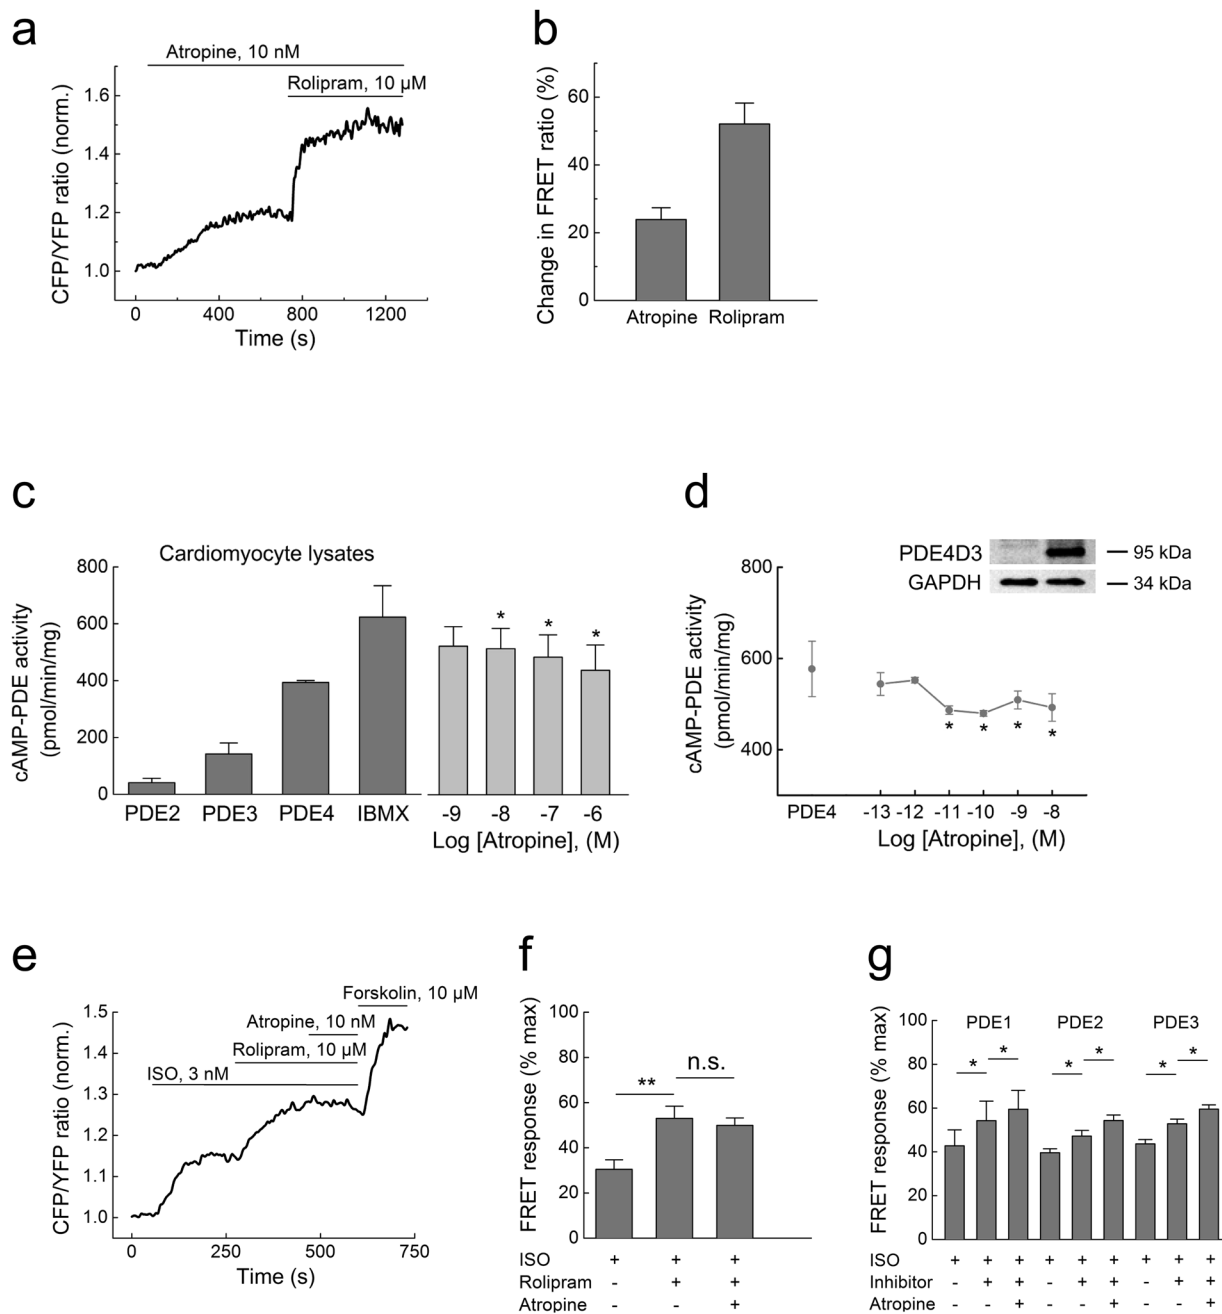 a
Atropine, 10 nM
Rolipram, 10 µM
CFP/YFP ratio (norm.)
1.6
1.4
1.2
1.0
0 400 800 1200
Time (s)
b
Change in FRET ratio (%)
60
40
20
0
Atropine Rolipram
c
Cardiomyocyte lysates
cAMP-PDE activity
(pmol/min/mg)
800
600
400
200
0
* * *
PDE2 PDE3 PDE4 IBMX -9 -8 -7 -6
Log [Atropine], (M)
d
PDE4D3 95 kDa
GAPDH 34 kDa
cAMP-PDE activity
(pmol/min/mg)
800
600
400
* * * *
PDE4 -13 -12 -11 -10 -9 -8
Log [Atropine], (M)
e
Forskolin, 10 µM
Atropine, 10 nM
Rolipram, 10 µM
ISO, 3 nM
CFP/YFP ratio (norm.)
1.5
1.4
1.3
1.2
1.1
1.0
0 250 500 750
Time (s)
f
FRET response (% max)
100
80
60
40
20
0
** n.s.
ISO + + +
Rolipram - + +
Atropine - - +
g
FRET response (% max)
100
80
60
40
20
0
PDE1 PDE2 PDE3
* * * * * *
ISO + + + + + + + + +
Inhibitor - + + - + + - + +
Atropine - - + - - + - - +